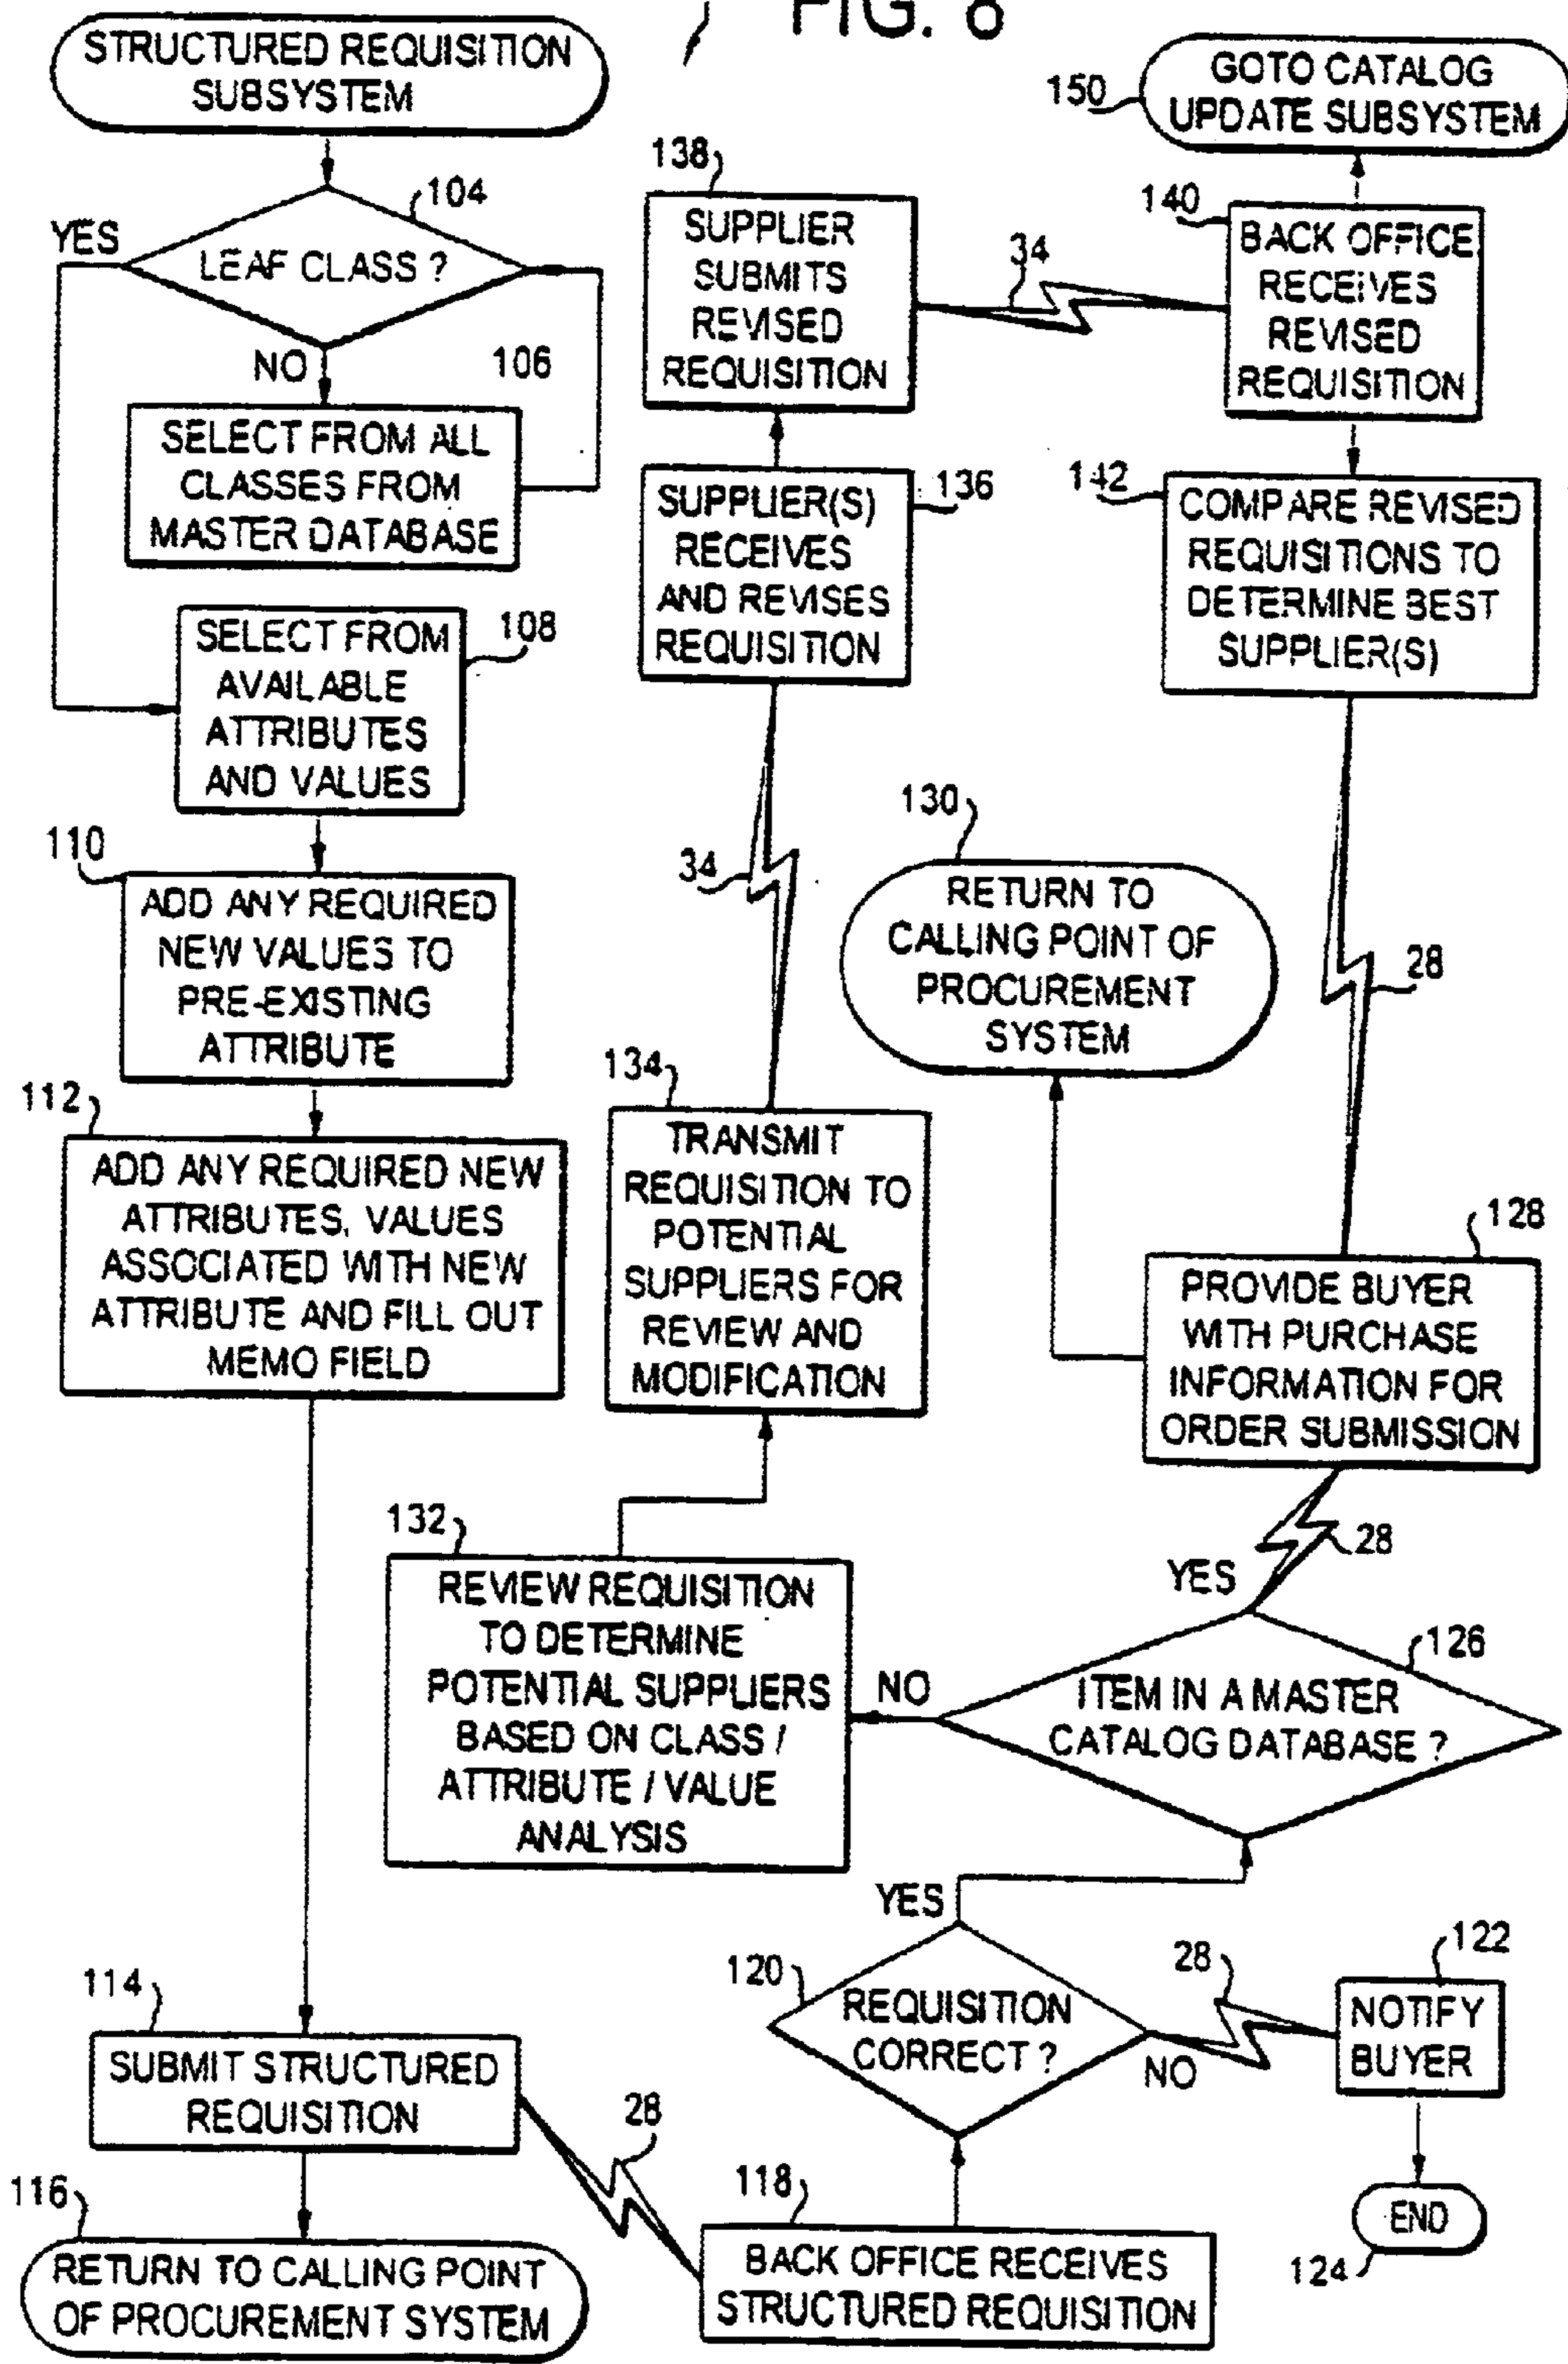 FIG. 8
STRUCTURED REQUISITION
SUBSYSTEM
104
YES
LEAF CLASS ?
NO
106
SELECT FROM ALL
CLASSES FROM
MASTER DATABASE
SELECT FROM
AVAILABLE
ATTRIBUTES
AND VALUES
108
110
ADD ANY REQUIRED
NEW VALUES TO
PRE-EXISTING
ATTRIBUTE
112
ADD ANY REQUIRED NEW
ATTRIBUTES, VALUES
ASSOCIATED WITH NEW
ATTRIBUTE AND FILL OUT
MEMO FIELD
114
SUBMIT STRUCTURED
REQUISITION
116
RETURN TO CALLING POINT
OF PROCUREMENT SYSTEM
28
118
BACK OFFICE RECEIVES
STRUCTURED REQUISITION
120
REQUISITION
CORRECT ?
YES
NO
28
122
NOTIFY
BUYER
END
124
126
ITEM IN A MASTER
CATALOG DATABASE ?
YES
NO
28
128
PROVIDE BUYER
WITH PURCHASE
INFORMATION FOR
ORDER SUBMISSION
130
RETURN TO
CALLING POINT OF
PROCUREMENT
SYSTEM
132
REVIEW REQUISITION
TO DETERMINE
POTENTIAL SUPPLIERS
BASED ON CLASS /
ATTRIBUTE / VALUE
ANALYSIS
134
TRANSMIT
REQUISITION TO
POTENTIAL
SUPPLIERS FOR
REVIEW AND
MODIFICATION
34
136
SUPPLIER(S)
RECEIVES
AND REVISES
REQUISITION
138
SUPPLIER
SUBMITS
REVISED
REQUISITION
34
140
BACK OFFICE
RECEIVES
REVISED
REQUISITION
150
GOTO CATALOG
UPDATE SUBSYSTEM
142
COMPARE REVISED
REQUISITIONS TO
DETERMINE BEST
SUPPLIER(S)
28